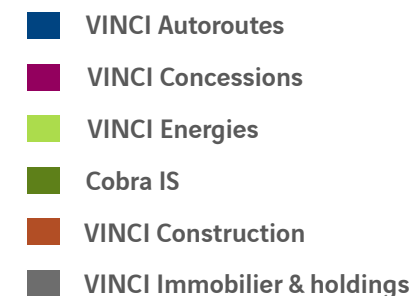 VINCI Autoroutes
VINCI Concessions
VINCI Energies
Cobra IS
VINCI Construction
VINCI Immobilier & holdings